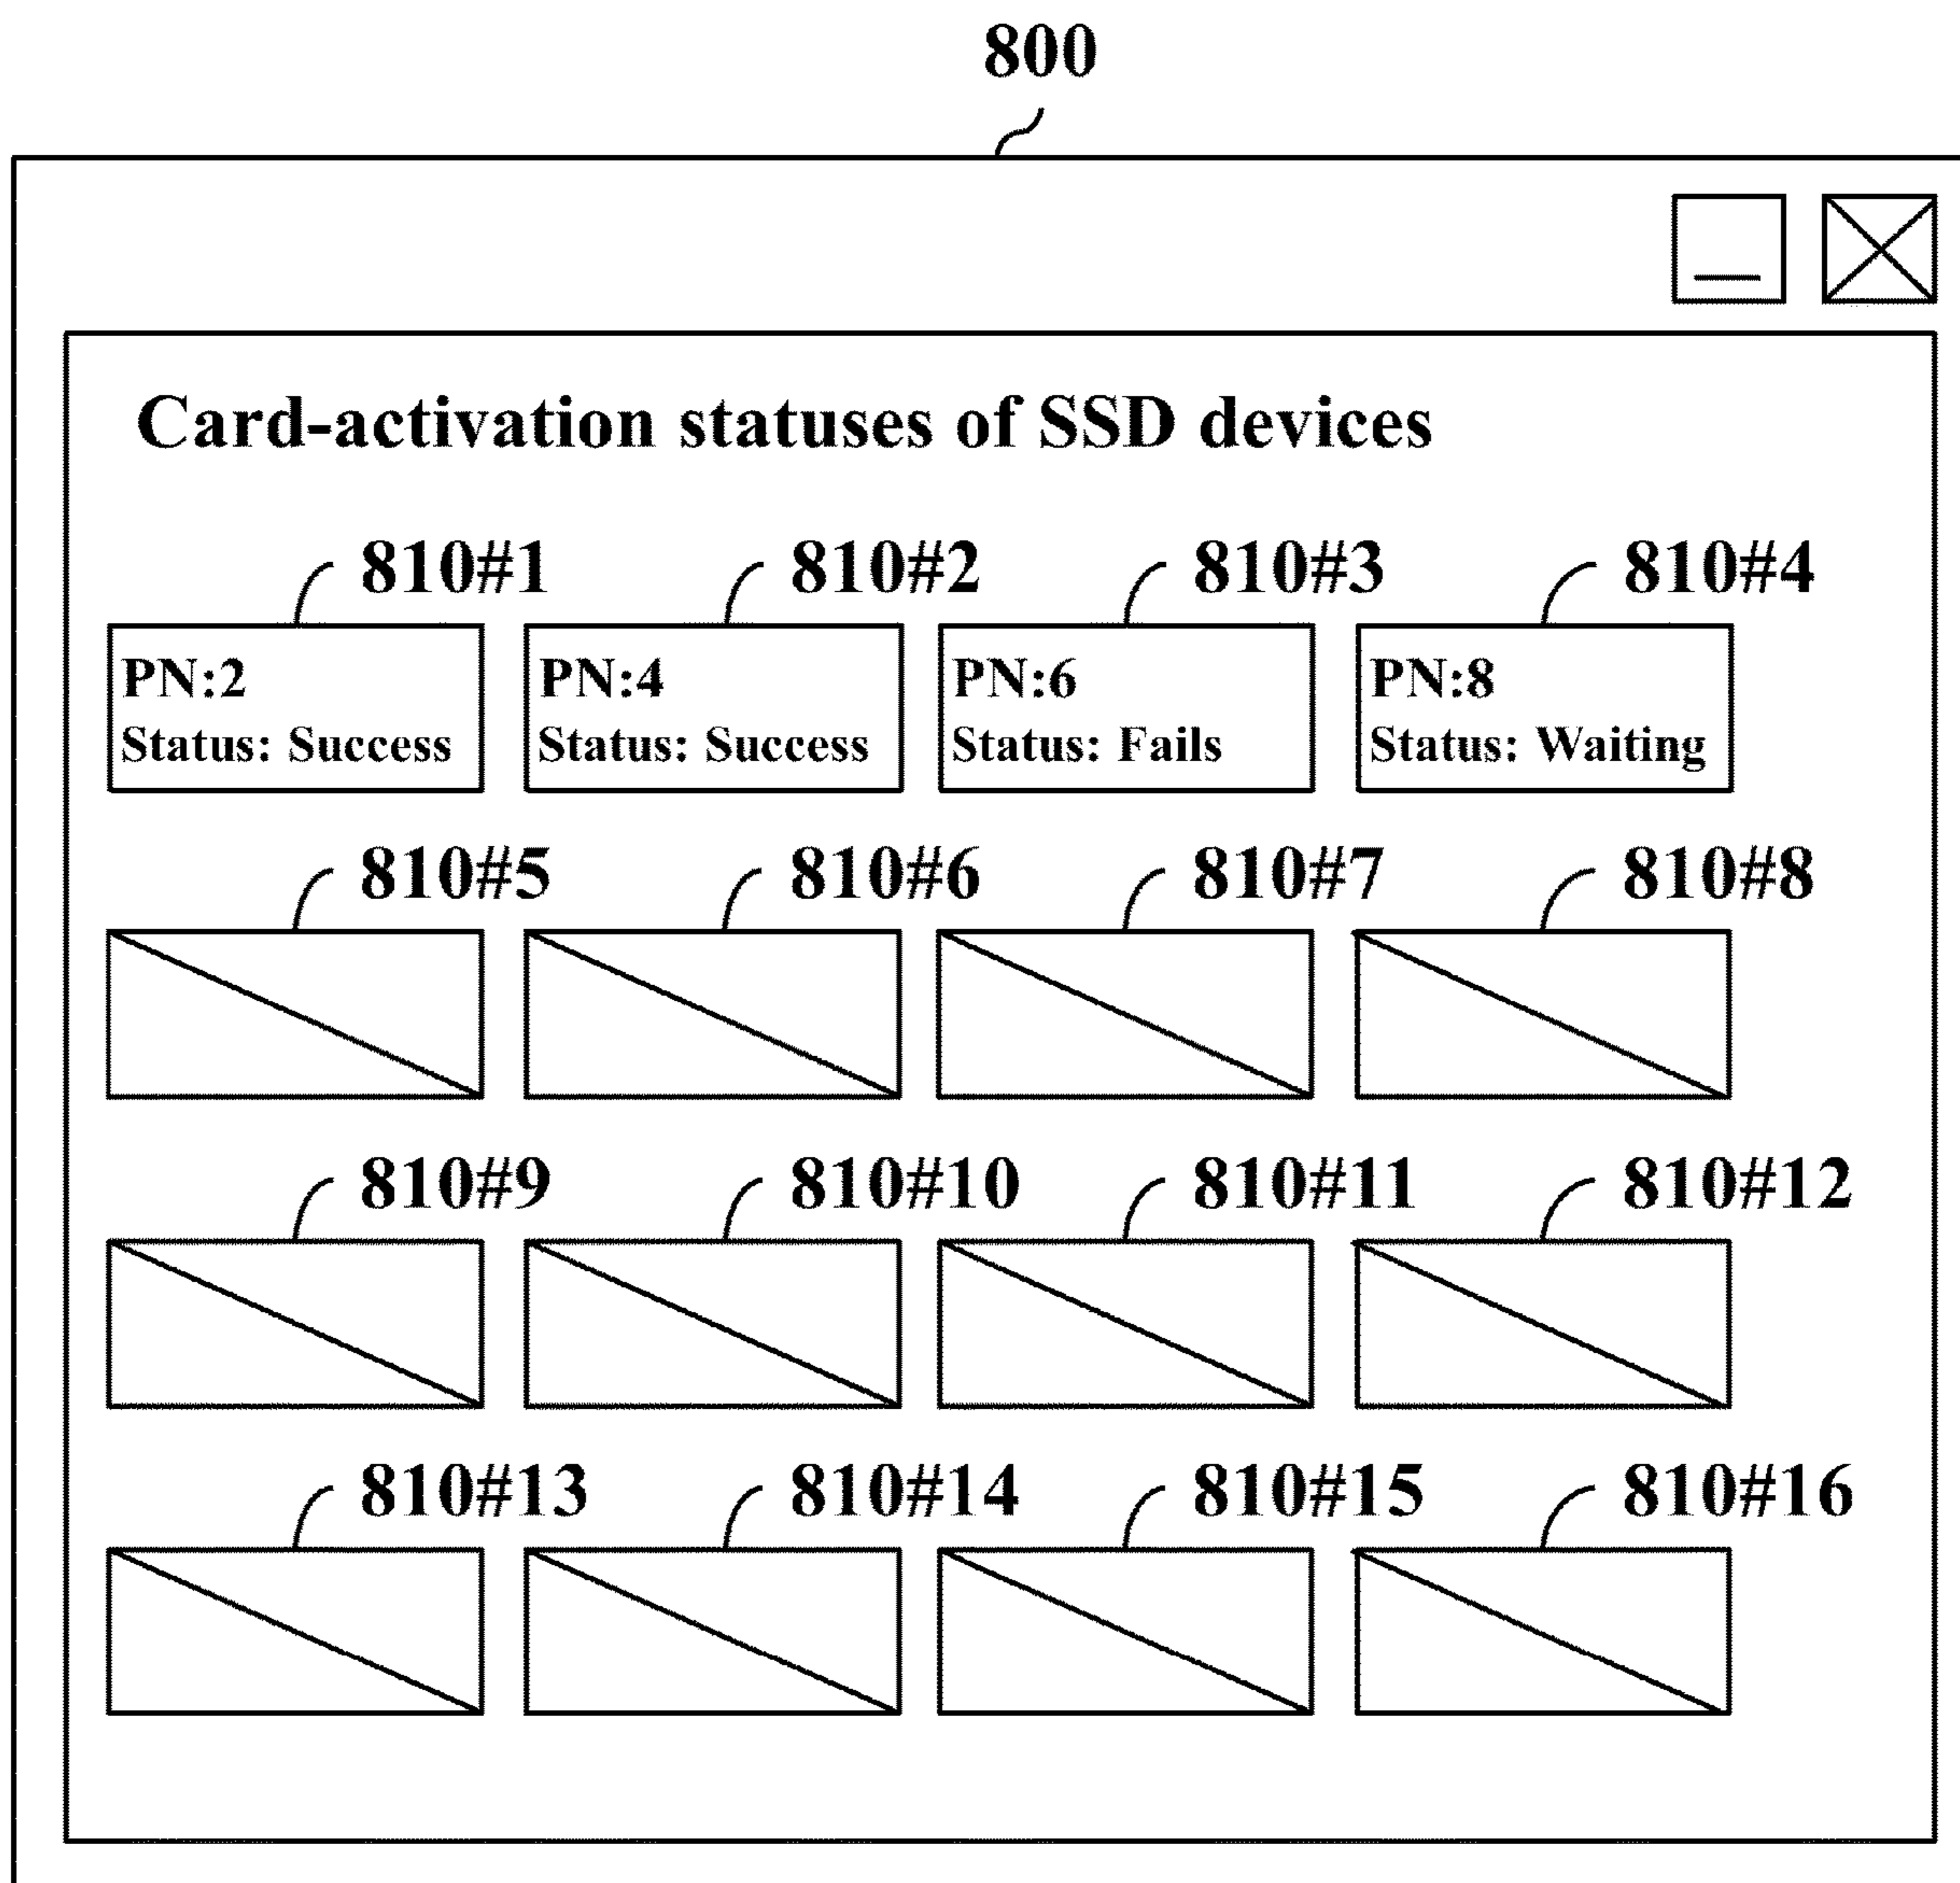 800
Card-activation statuses of SSD devices
810#1 810#2 810#3 810#4
PN:2 PN:4 PN:6 PN:8
Status: Success Status: Success Status: Fails Status: Waiting
810#5 810#6 810#7 810#8
810#9 810#10 810#11 810#12
810#13 810#14 810#15 810#16